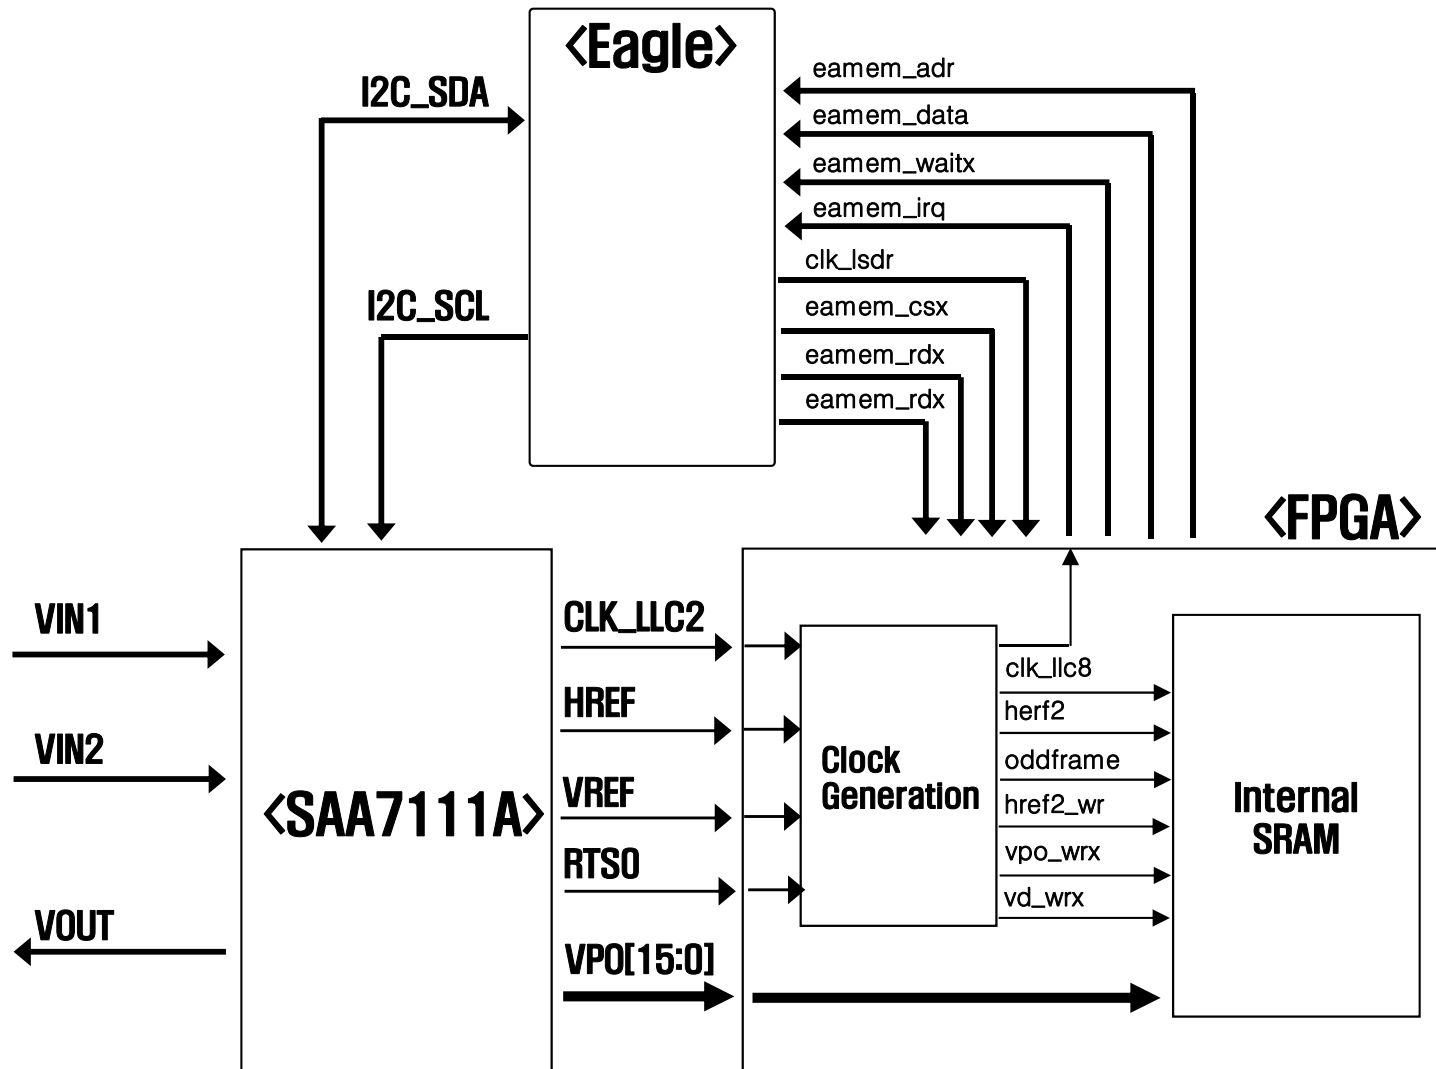 <Eagle>
eamem_adr
I2C_SDA
eamem_data
eamem_waitx
eamem_irq
clk_lsdr
I2C_SCL
eamem_csx
eamem_rdx
eamem_rdx
<FPGA>
VIN1
CLK_LLC2
clk_llc8
HREF
herf2
VIN2
Clock
Generation
oddframe
VREF
href2_wr
Internal
SRAM
<SAA7111A>
RTS0
vpo_wrx
vd_wrx
VOUT
VPO[15:0]